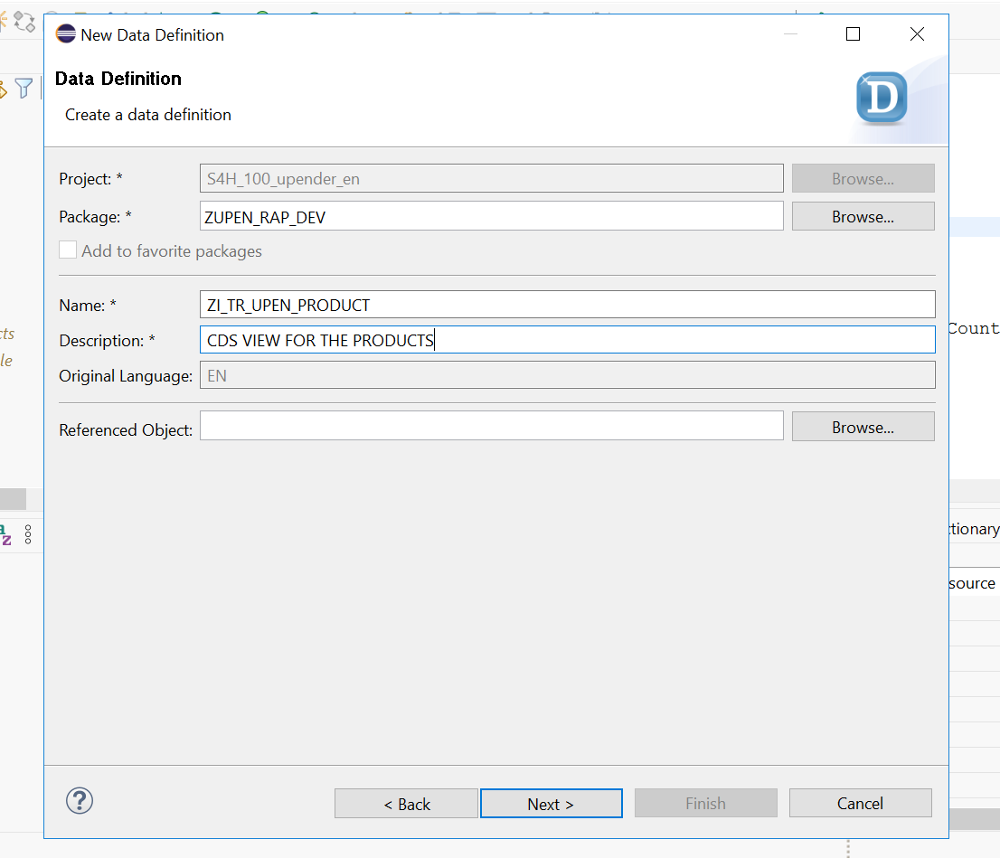 New Data Definition
Data Definition
Create a data definition
D
Project: * S4H_100_upender_en Browse...
Package: * ZUPEN_RAP_DEV Browse...
Add to favorite packages
Name: * ZI_TR_UPEN_PRODUCT
Description: * CDS VIEW FOR THE PRODUCTS
Count
cts
le
Original Language: EN
Referenced Object: Browse...
a
z
ctionary
source
? < Back Next > Finish Cancel